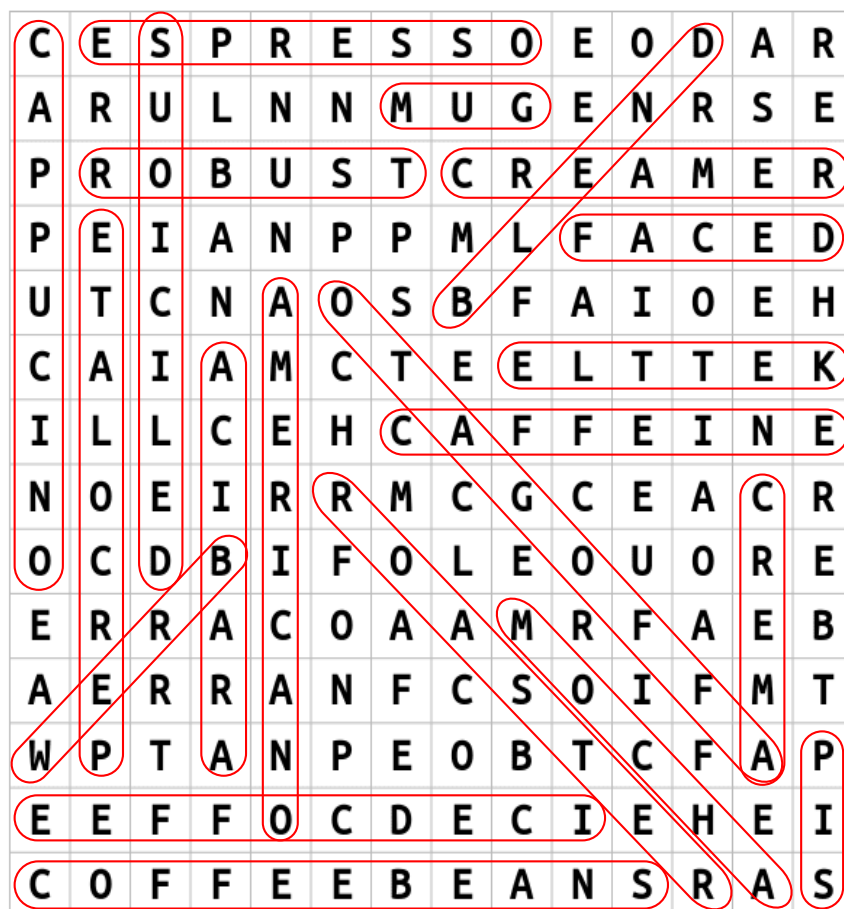 C E S P R E S S O E O D A R
A R U L N N M U G E N R S E
P R O B U S T C R E A M E R
P E I A N P P M L F A C E D
U T C N A O S B F A I O E H
C A I A M C T E E L T T E K
I L L C E H C A F F E I N E
N O E I R R M C G C E A C R
O C D B I F O L E O U O R E
E R R A C O A A M R F A E B
A E R R A N F C S O I F M T
W P T A N P E O B T C F A P
E E F F O C D E C I E H E I
C O F F E E B E A N S R A S